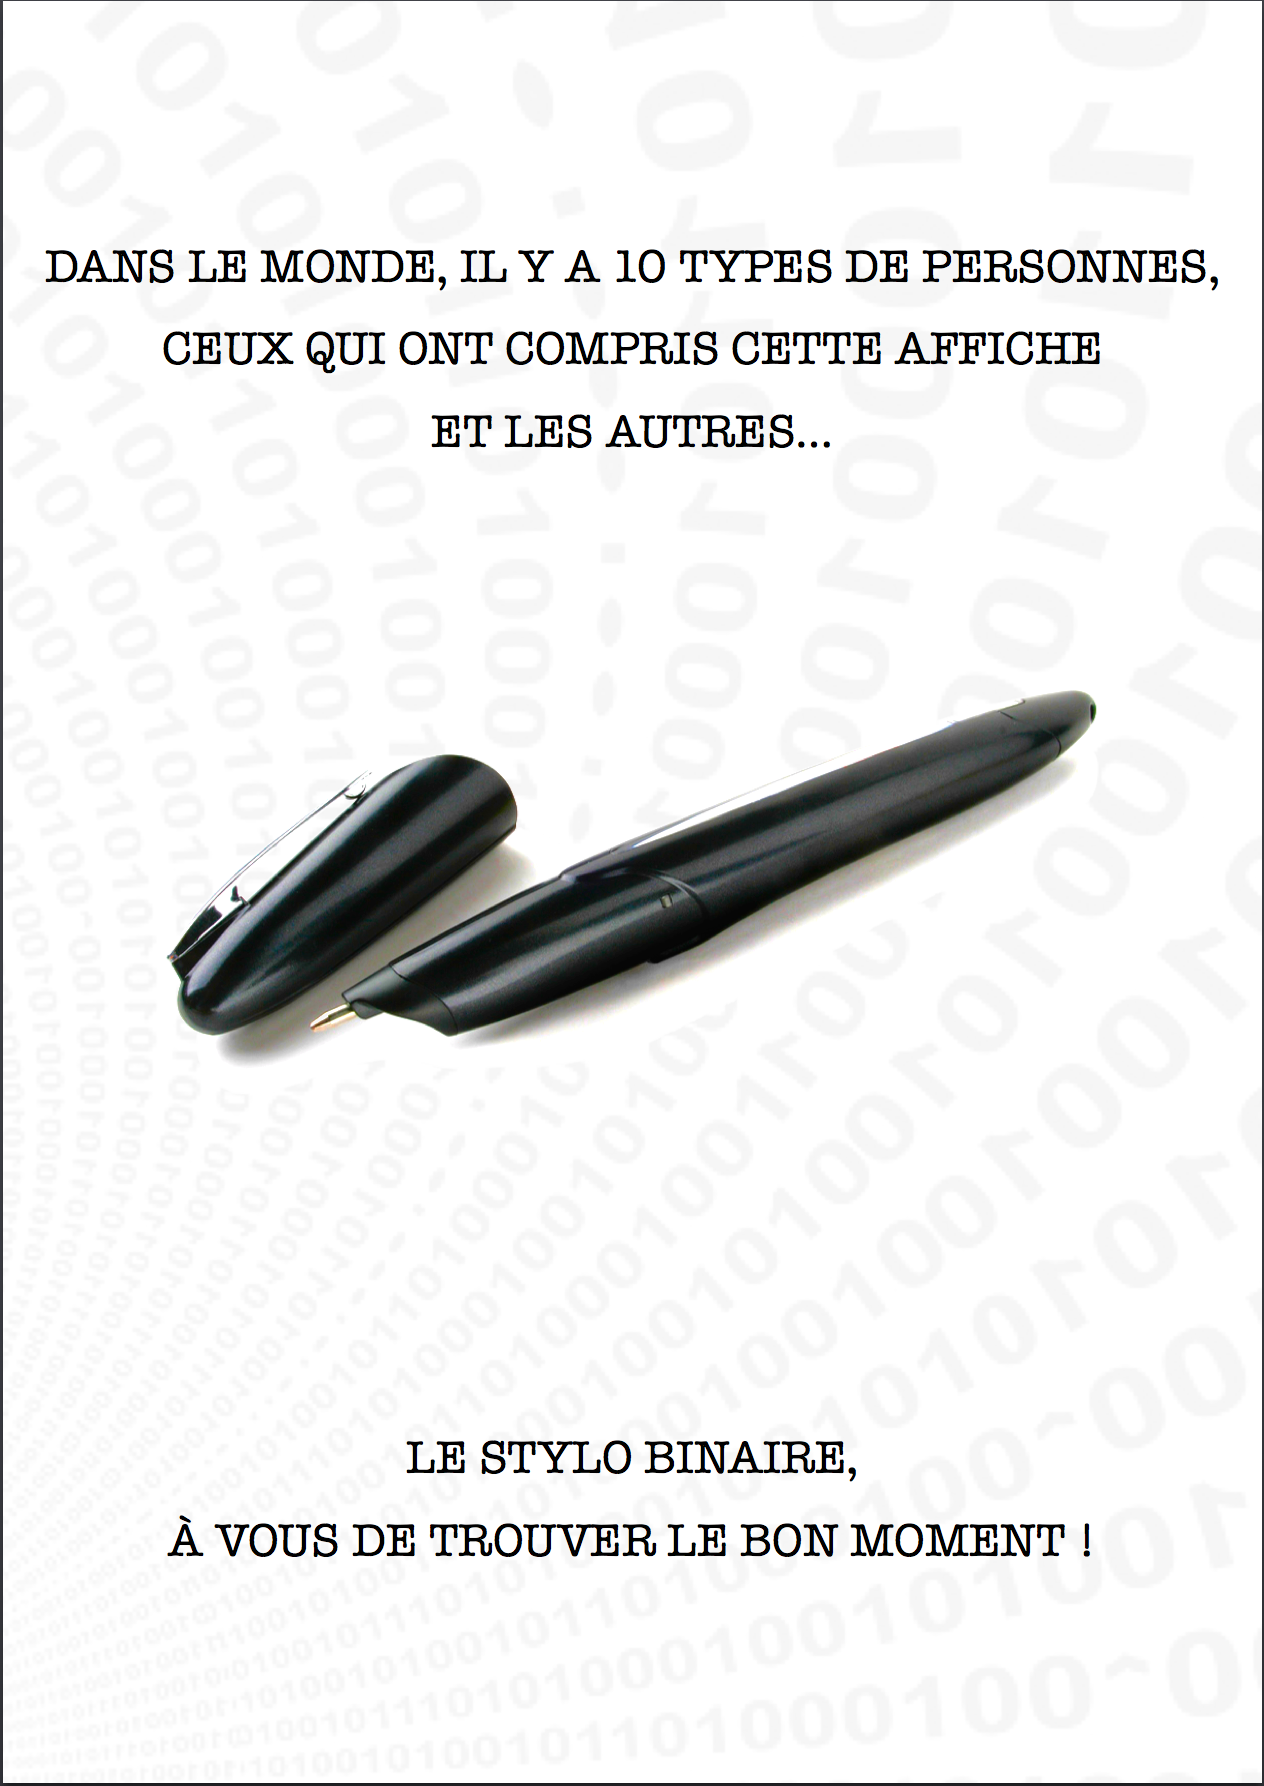 DANS LE MONDE, IL Y A 10 TYPES DE PERSONNES,
CEUX QUI ONT COMPRIS CETTE AFFICHE
ET LES AUTRES...
LE STYLO BINAIRE,
À VOUS DE TROUVER LE BON MOMENT !